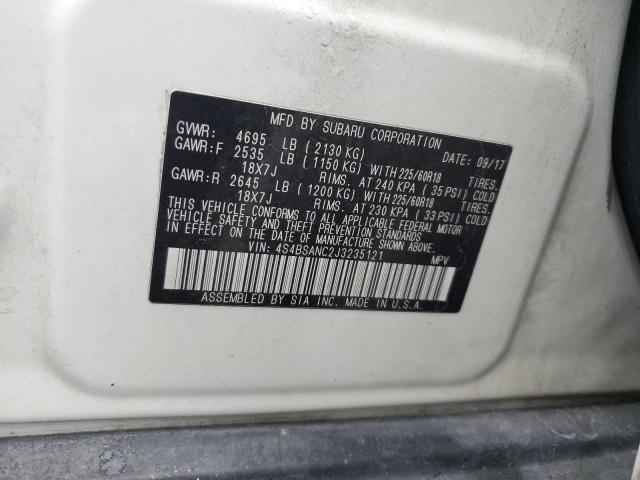 MFD BY SUBARU CORPORATION
GVWR: 4695 LB (2130 KG) DATE: 09/17
GAWR:F 2535 LB (1150 KG) WITH 225/60R18 TIRES.
18X7J RIMS. AT 240 KPA (35 PSI) COLD
GAWR:R 2645 LB (1200 KG) WITH 225/60R18 TIRES.
18X7J RIMS. AT 230 KPA (33 PSI) COLD
THIS VEHICLE CONFORMS TO ALL APPLICABLE FEDERAL MOTOR
VEHICLE SAFETY AND THEFT PREVENTION STANDARDS
IN EFFECT ON THE DATE OF MANUFACTURE SHOWN ABOVE.
VIN: 4S4BSANC2J3235121 MPV
ASSEMBLED BY SIA INC. MADE IN U.S.A.